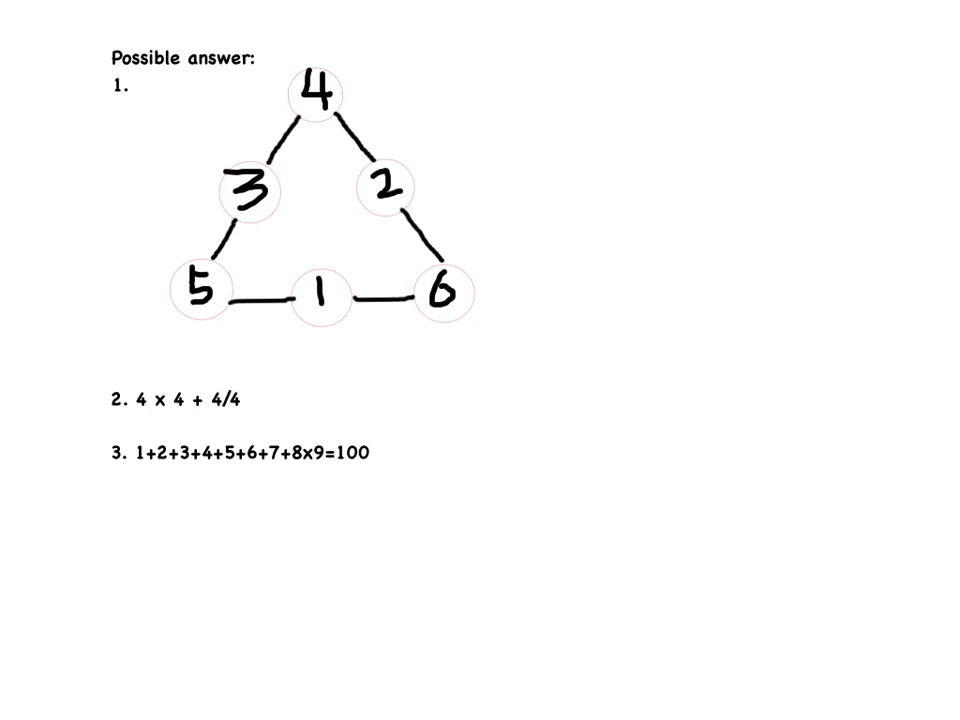 Possible answer:
1.
4
3 2
5 1 6
2. 4 x 4 + 4/4
3. 1+2+3+4+5+6+7+8x9=100